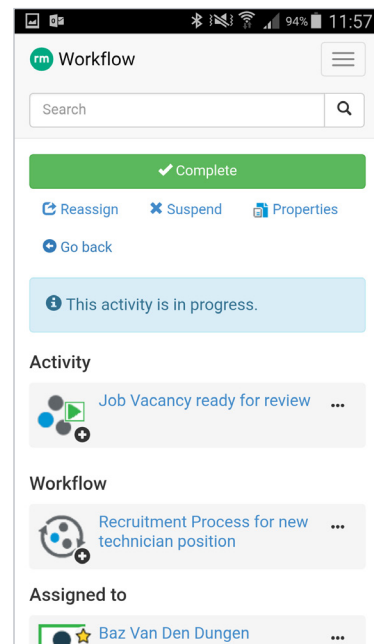 94% 11:57
rm Workflow
Search
Complete
Reassign Suspend Properties
Go back
This activity is in progress.
Activity
Job Vacancy ready for review
Workflow
Recruitment Process for new
technician position
Assigned to
Baz Van Den Dungen